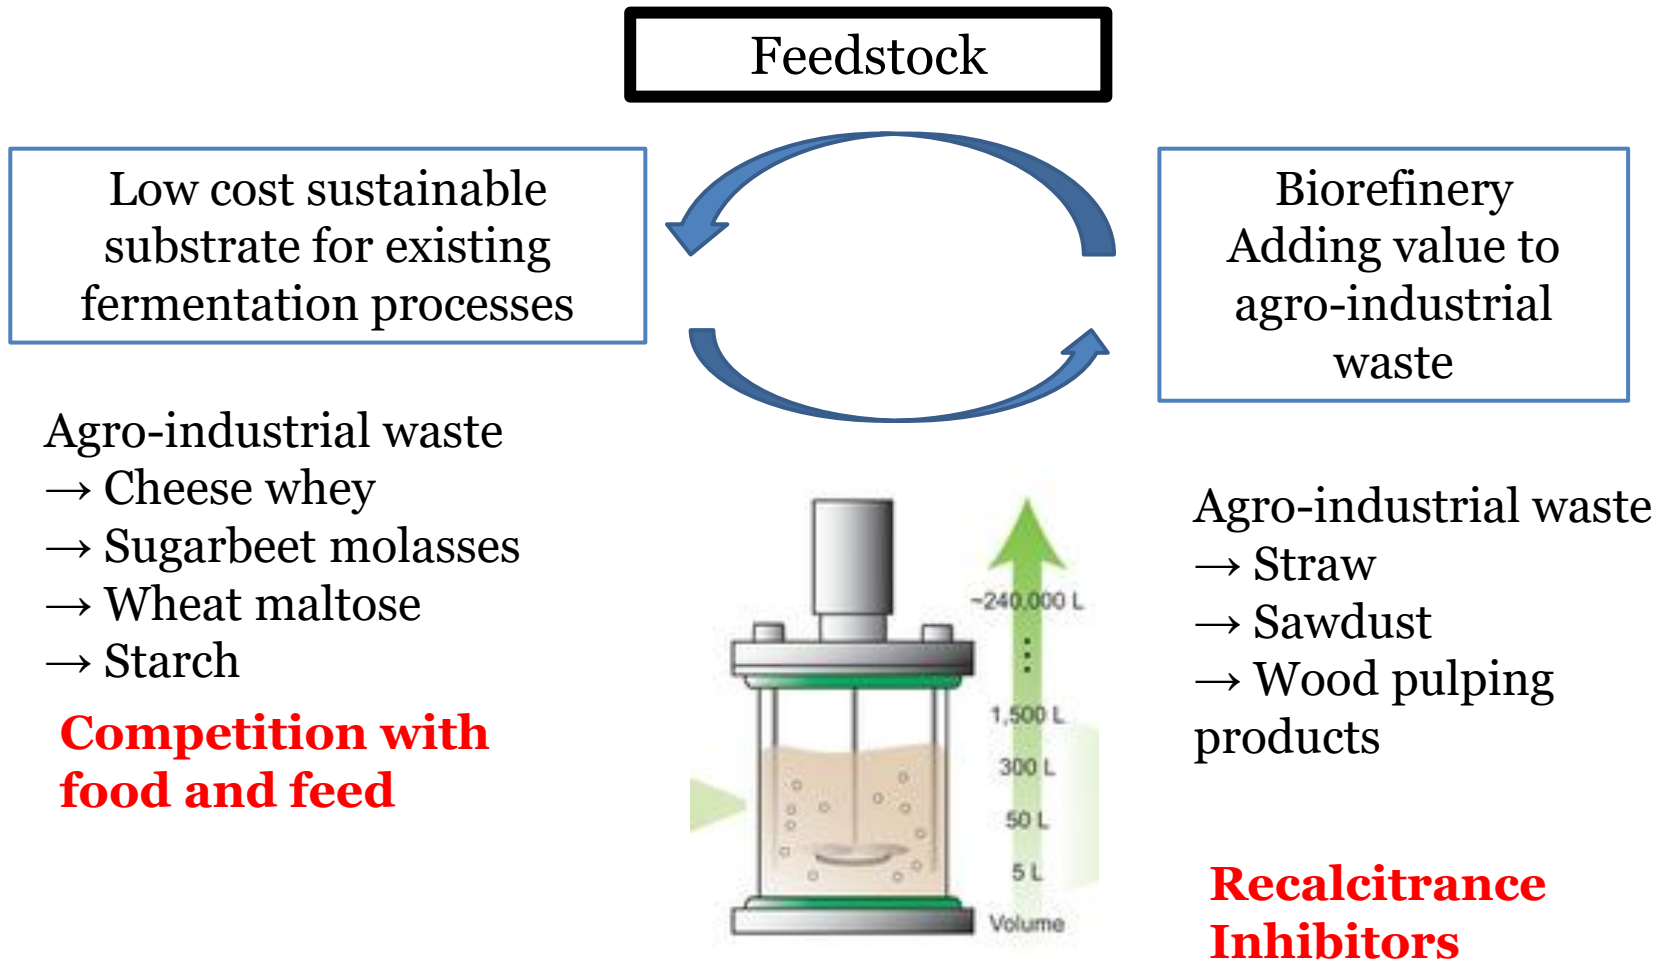 Feedstock
Low cost sustainable
substrate for existing
fermentation processes
Biorefinery
Adding value to
agro-industrial
waste
Agro-industrial waste
→ Cheese whey
→ Sugarbeet molasses
→ Wheat maltose
→ Starch
Competition with
food and feed
~240,000 L
1,500 L
300 L
50 L
5 L
Volume
Agro-industrial waste
→ Straw
→ Sawdust
→ Wood pulping
products
Recalcitrance
Inhibitors